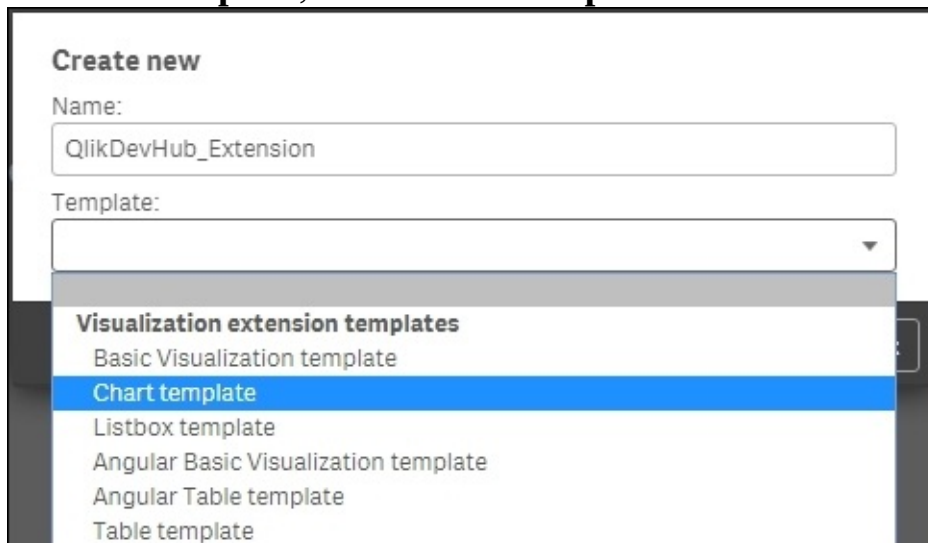 Create new
Name:
QlikDevHub_Extension
Template:
Visualization extension templates
Basic Visualization template
Chart template
Listbox template
Angular Basic Visualization template
Angular Table template
Table template